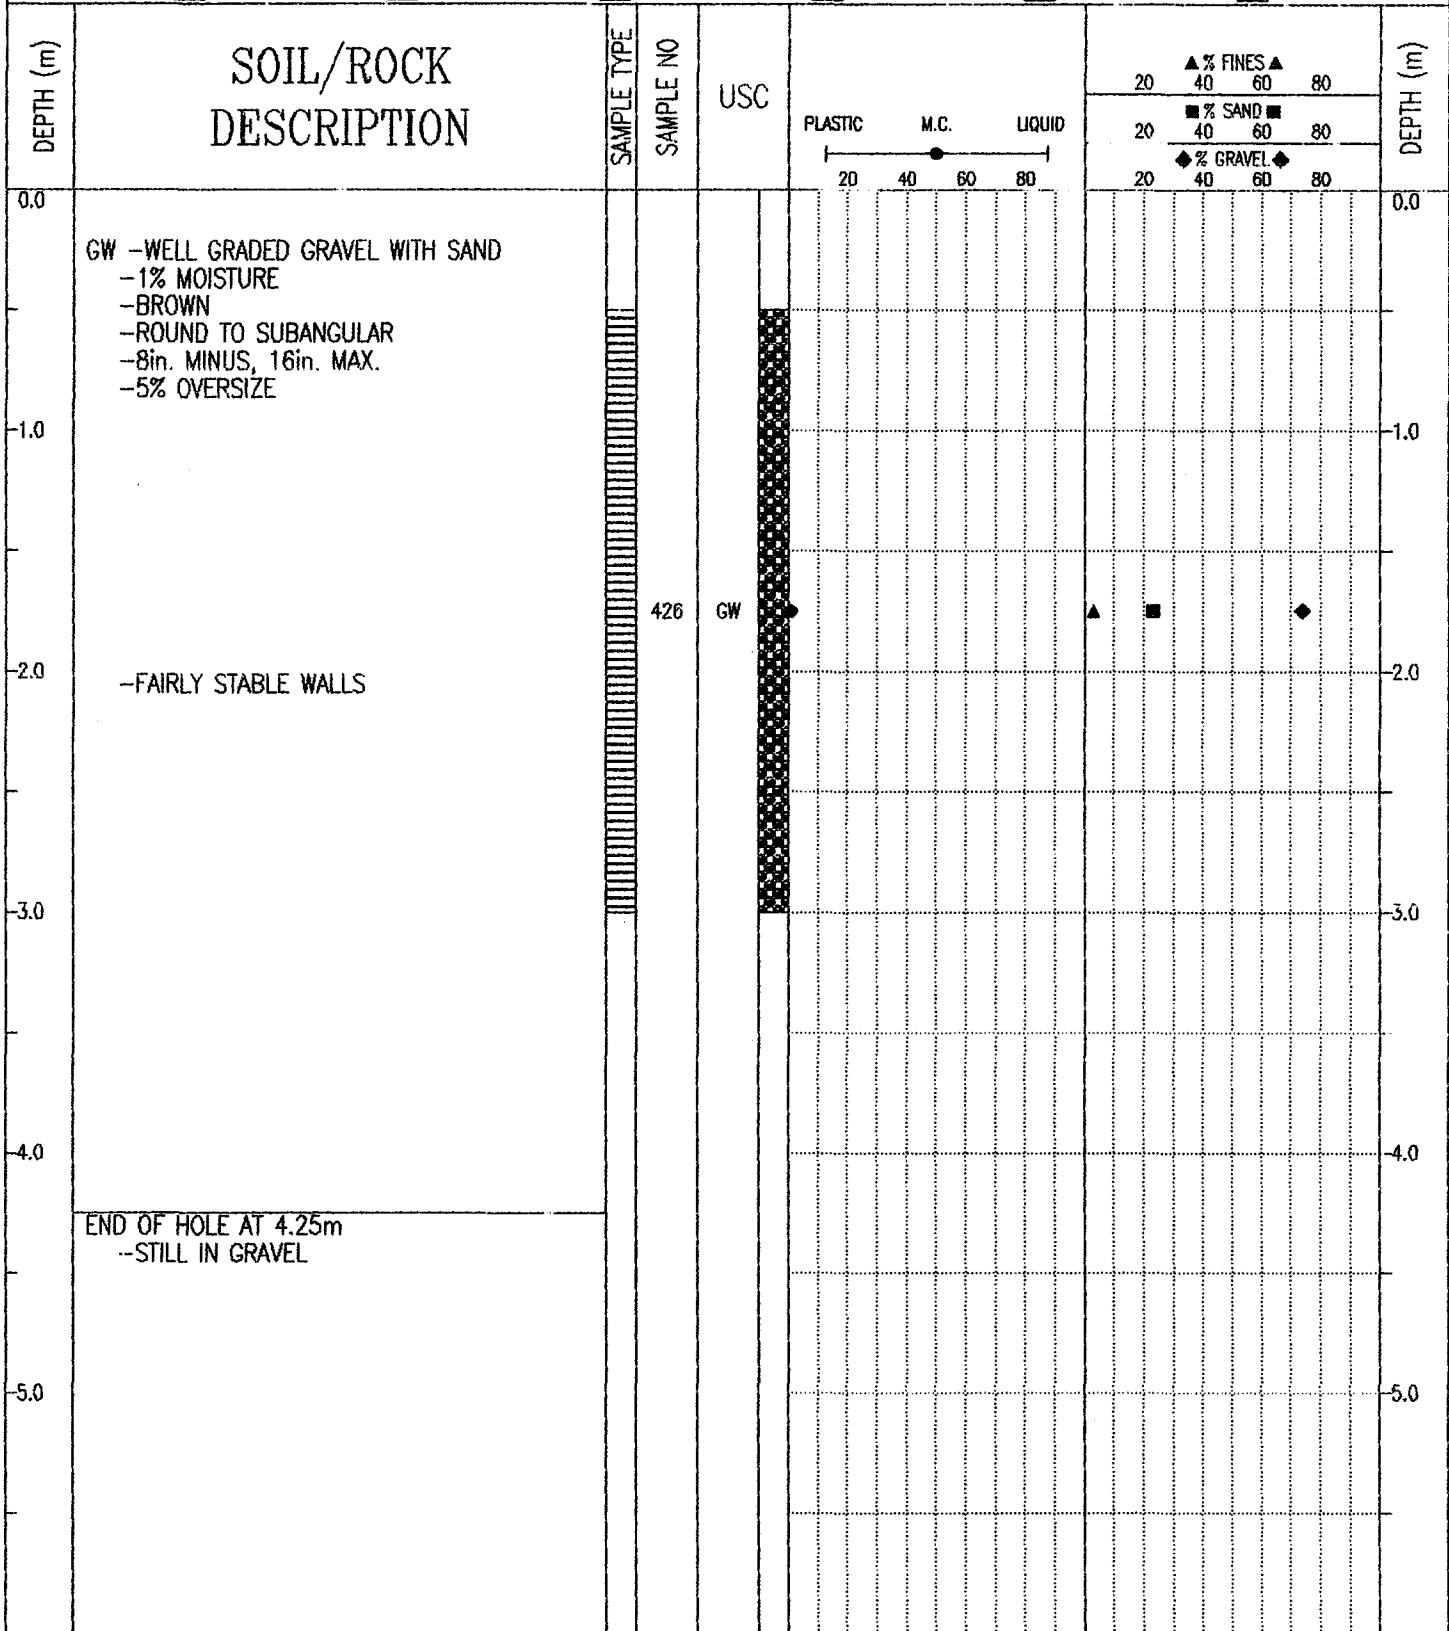 DEPTH (m)
SOIL/ROCK
DESCRIPTION
SAMPLE TYPE
SAMPLE NO
USC
PLASTIC M.C. LIQUID
20 40 60 80
▲ % FINES ▲
20 40 60 80
■ % SAND ■
20 40 60 80
◆ % GRAVEL ◆
20 40 60 80
DEPTH (m)
0.0 0.0
GW -WELL GRADED GRAVEL WITH SAND
-1% MOISTURE
-BROWN
-ROUND TO SUBANGULAR
-8in. MINUS, 16in. MAX.
-5% OVERSIZE
1.0 1.0
426 GW
2.0 2.0
-FAIRLY STABLE WALLS
3.0 3.0
4.0 4.0
END OF HOLE AT 4.25m
--STILL IN GRAVEL
5.0 5.0